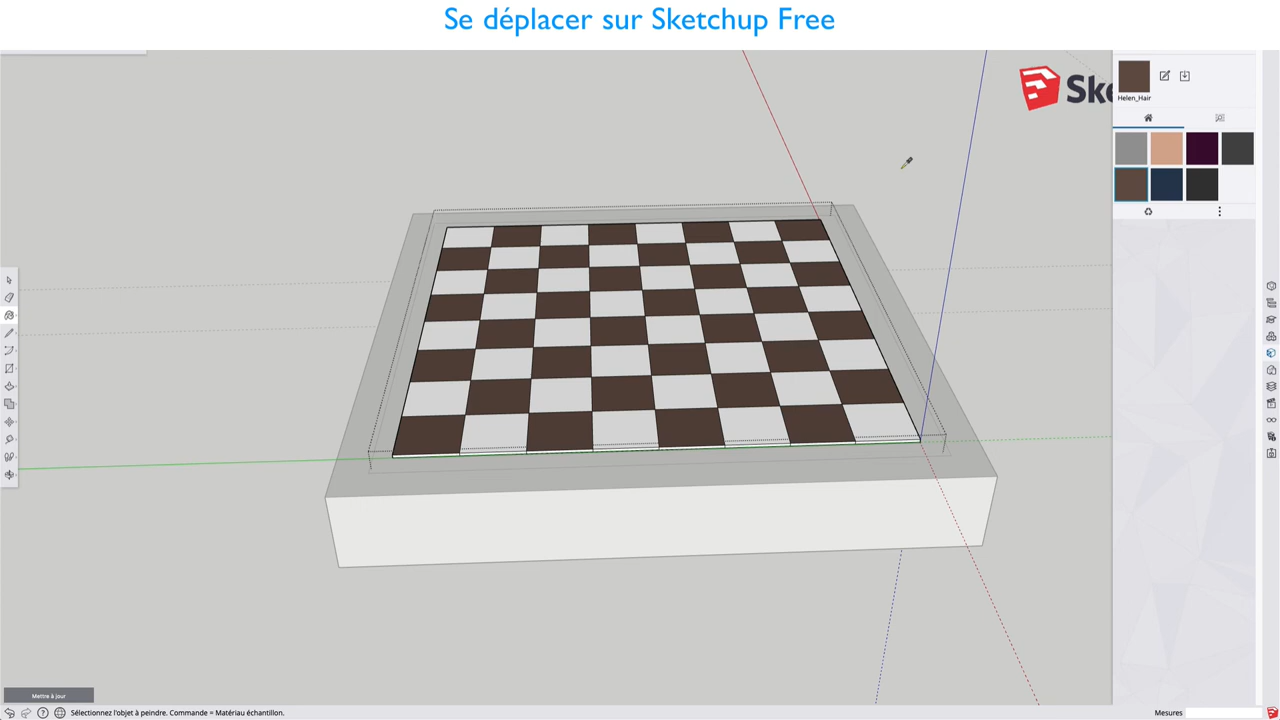 Se déplacer sur Sketchup Free
Ske
Helen_Hair
Mettre à jour
Sélectionnez l'objet à peindre. Commande = Matériau échantillon.
Mesures